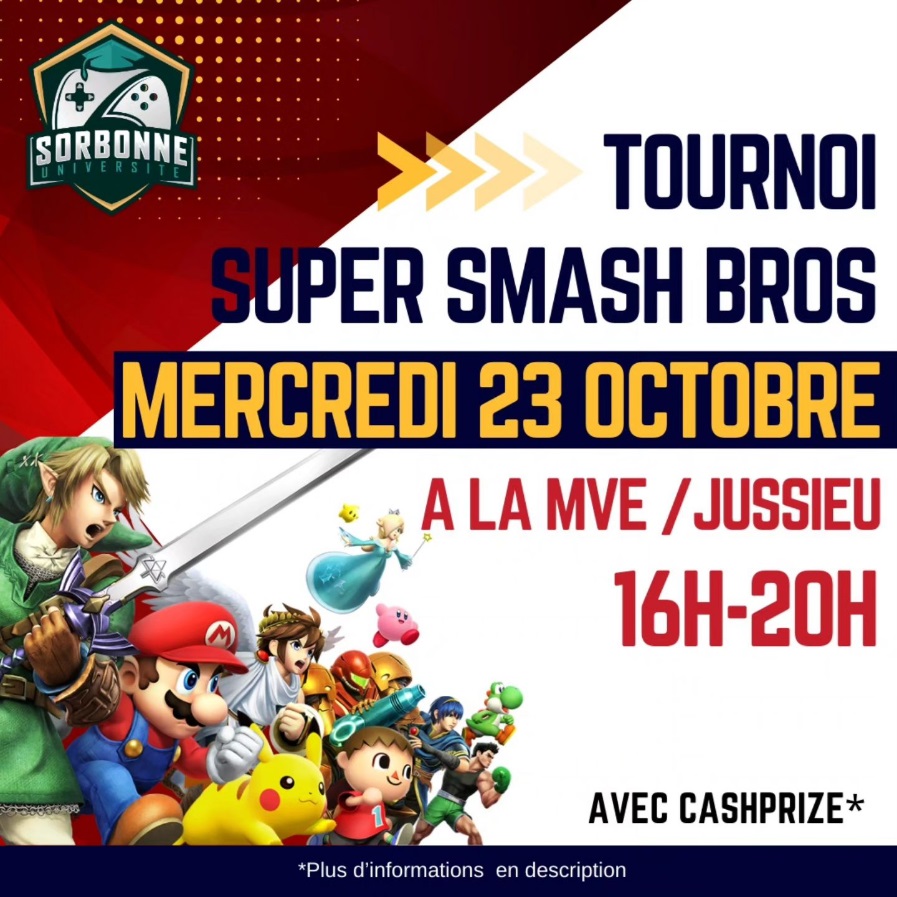 SORBONNE
UNIVERSITE
TOURNOI
SUPER SMASH BROS
MERCREDI 23 OCTOBRE
A LA MVE /JUSSIEU
16H-20H
AVEC CASHPRIZE*
*Plus d'informations en description